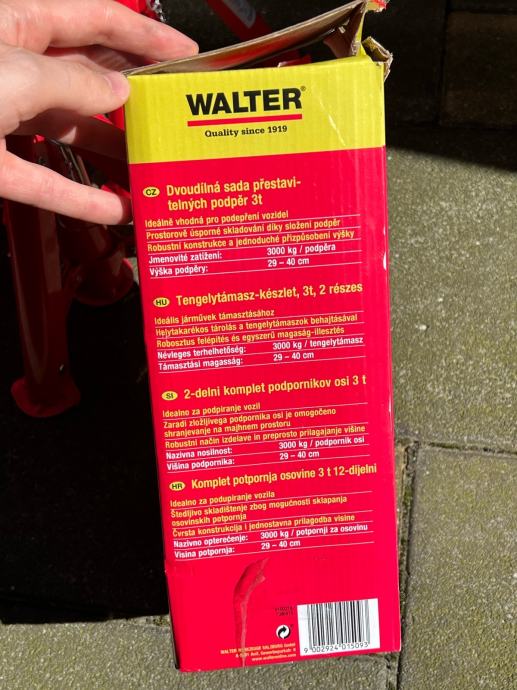 WALTER®
Quality since 1919
CZ Dvoudílná sada přestavi-
telných podpěr 3t
Ideálně vhodná pro podepření vozidel
Prostorově úsporné skladování díky složení podpěr
Robustní konstrukce a jednoduché přizpůsobení výšky
Jmenovité zatížení: 3000 kg / podpěra
Výška podpěry: 29 – 40 cm
HU Tengelytámasz-készlet, 3t, 2 részes
Ideális járművek támasztásához
Helytakarékos tárolás a tengelytámaszok behajtásával
Robosztus felépítés és egyszerű magaság-illesztés
Névleges terhelhetőség: 3000 kg / tengelytámasz
Támasztási magasság: 29 – 40 cm
SI 2-delni komplet podpornikov osi 3 t
Idealno za podpiranje vozil
Zaradi zložljivega podpornika osi je omogočeno
shranjevanje na majhnem prostoru
Robustni način izdelave in preprosto prilagajanje višine
Nazivna nosilnost: 3000 kg / podpornik osi
Višina podpornika: 29 – 40 cm
HR Komplet potpornja osovine 3 t 12-dijelni
Idealno za podupiranje vozila
Štedljivo skladištenje zbog mogućnosti sklapanja
osovinskih potpornja
Čvrsta konstrukcija i jednostavna prilagodba visine
Nazivno opterećenje: 3000 kg / potpornji za osovinu
Visina potpornja: 29 – 40 cm
WALTER WERKZEUGE SALZBURG GmbH
9 002924 015093